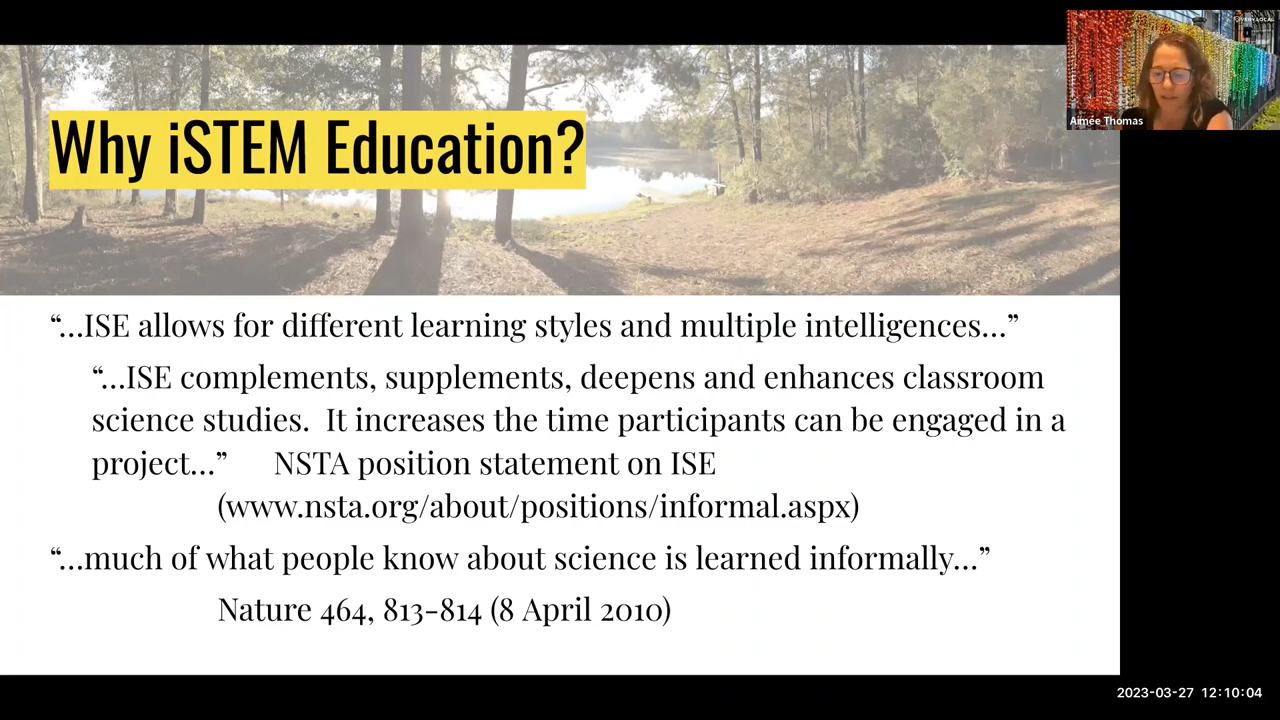 VERY LOCAL
Aimée Thomas
Why iSTEM Education?
“…ISE allows for different learning styles and multiple intelligences…”
“…ISE complements, supplements, deepens and enhances classroom
science studies. It increases the time participants can be engaged in a
project…” NSTA position statement on ISE
(www.nsta.org/about/positions/informal.aspx)
“…much of what people know about science is learned informally…”
Nature 464, 813-814 (8 April 2010)
2023-03-27 12:10:04